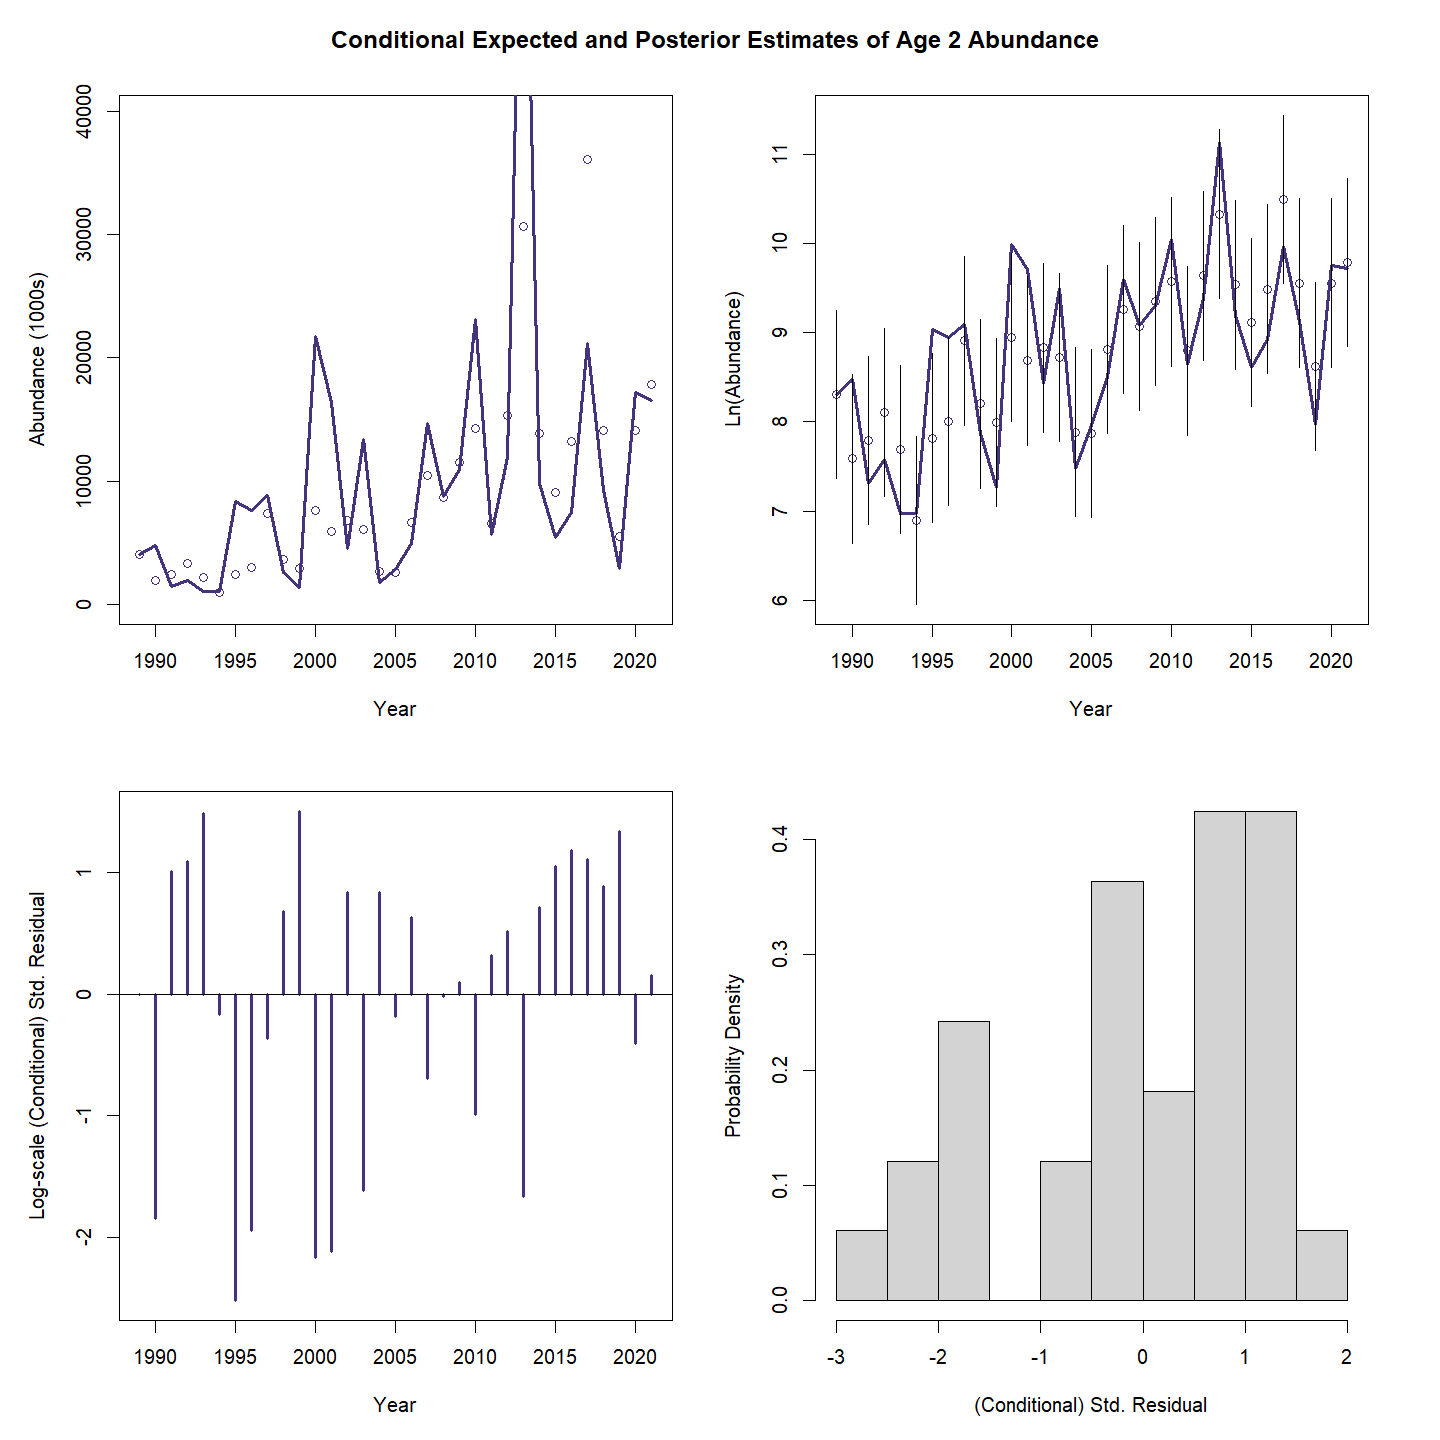 Conditional Expected and Posterior Estimates of Age 2 Abundance
Abundance (1000s)
0
10000
20000
30000
40000
1990 1995 2000 2005 2010 2015 2020
Year
Ln(Abundance)
6
7
8
9
10
11
1990 1995 2000 2005 2010 2015 2020
Year
Log-scale (Conditional) Std. Residual
-2
-1
0
1
1990 1995 2000 2005 2010 2015 2020
Year
Probability Density
0.0
0.1
0.2
0.3
0.4
-3 -2 -1 0 1 2
(Conditional) Std. Residual